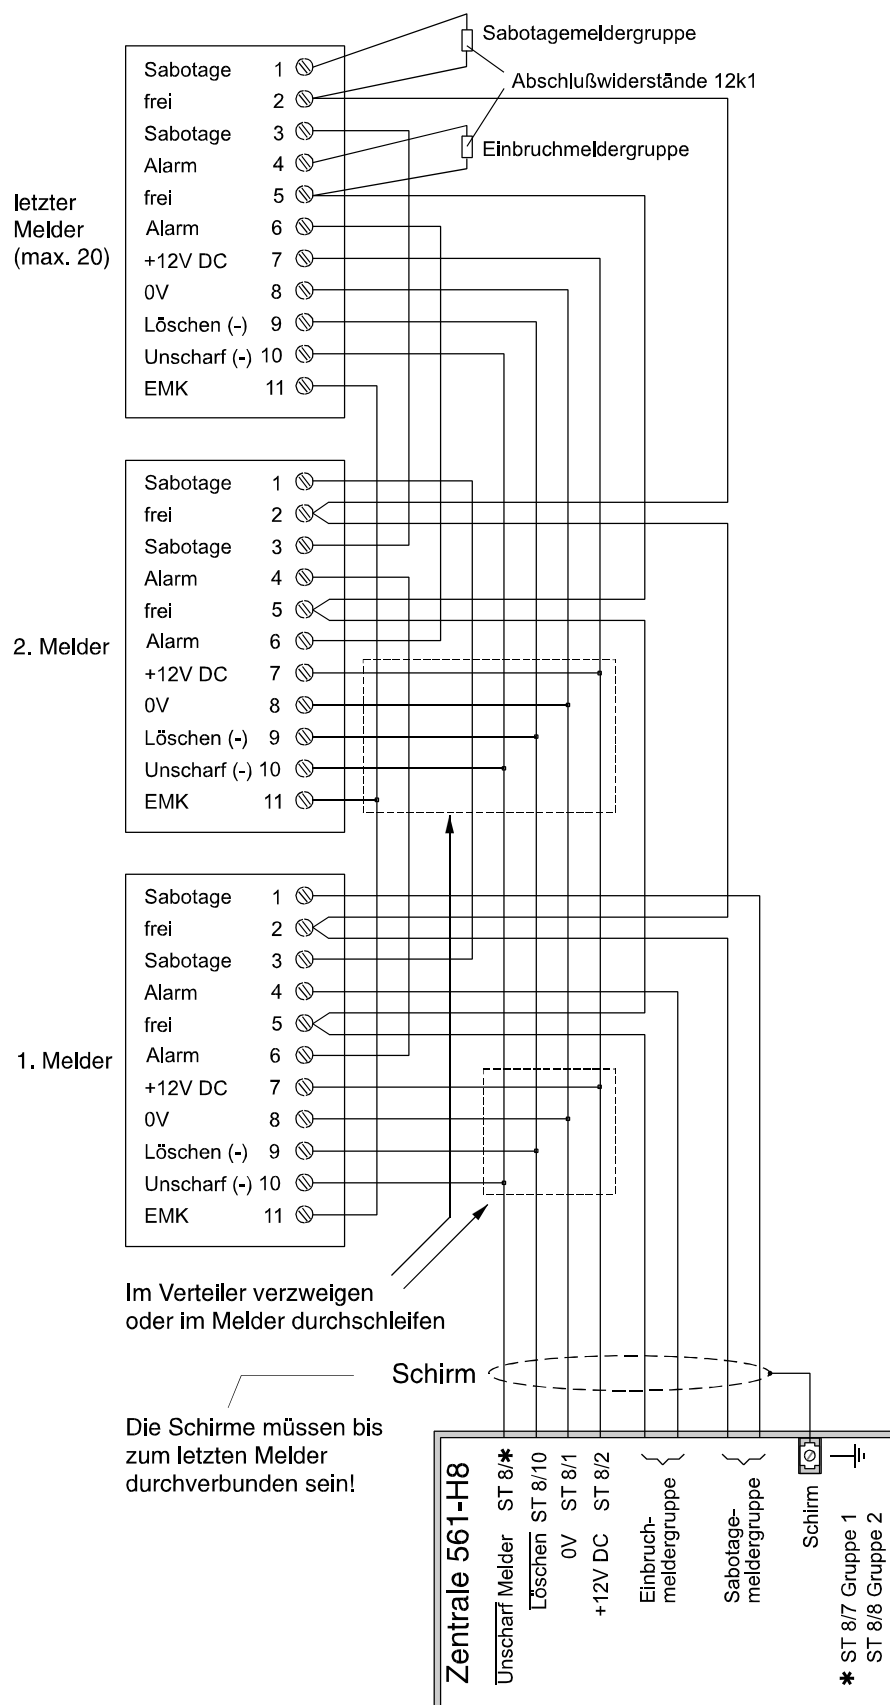 Sabotagemeldergruppe
Abschlußwiderstände 12k1
Einbruchmeldergruppe
letzter
Melder
(max. 20)
Sabotage 1
frei 2
Sabotage 3
Alarm 4
frei 5
Alarm 6
+12V DC 7
0V 8
Löschen (-) 9
Unscharf (-) 10
EMK 11
2. Melder
Sabotage 1
frei 2
Sabotage 3
Alarm 4
frei 5
Alarm 6
+12V DC 7
0V 8
Löschen (-) 9
Unscharf (-) 10
EMK 11
1. Melder
Sabotage 1
frei 2
Sabotage 3
Alarm 4
frei 5
Alarm 6
+12V DC 7
0V 8
Löschen (-) 9
Unscharf (-) 10
EMK 11
Im Verteiler verzweigen
oder im Melder durchschleifen
Schirm
Die Schirme müssen bis
zum letzten Melder
durchverbunden sein!
Zentrale 561-H8
Unscharf Melder ST 8/*
Löschen ST 8/10
0V ST 8/1
+12V DC ST 8/2
Einbruch-
meldergruppe
Sabotage-
meldergruppe
Schirm
* ST 8/7 Gruppe 1
ST 8/8 Gruppe 2